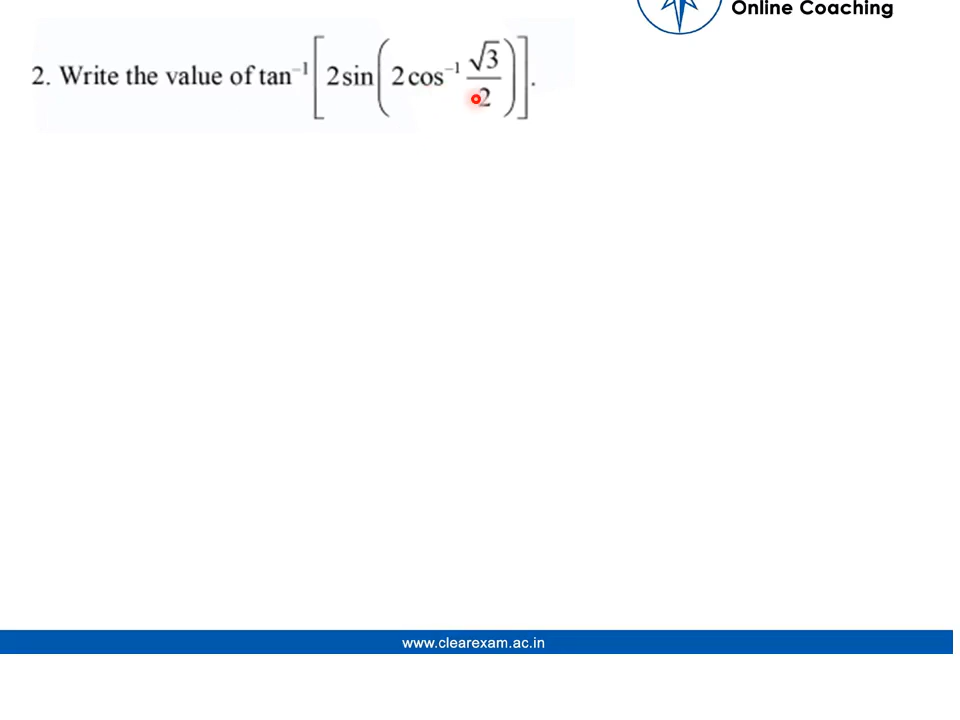 Online Coaching
2. Write the value of tan⁻¹[2sin(2cos⁻¹ √3/2)].
www.clearexam.ac.in